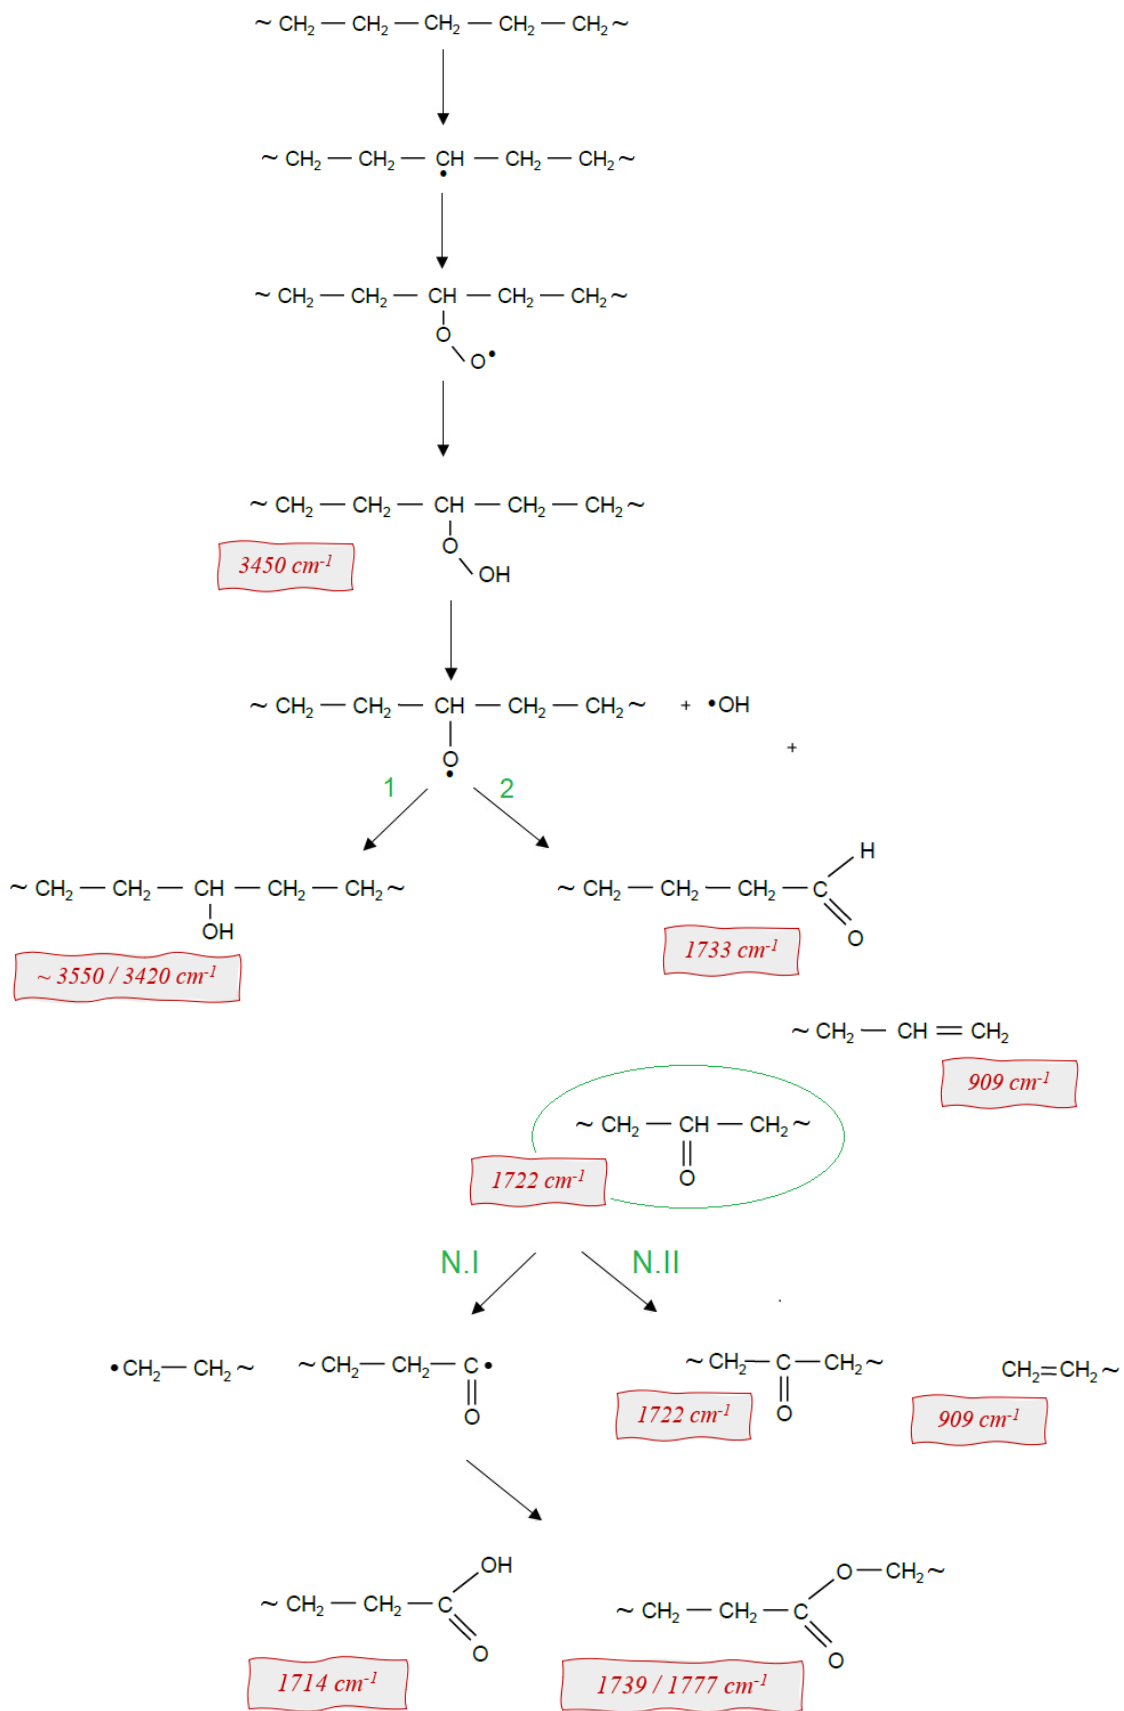 ~ CH₂ — CH₂ — CH₂ — CH₂ — CH₂ ~
~ CH₂ — CH₂ — CH — CH₂ — CH₂ ~
•
~ CH₂ — CH₂ — CH — CH₂ — CH₂ ~
O
O•
~ CH₂ — CH₂ — CH — CH₂ — CH₂ ~
O
3450 cm⁻¹
OH
~ CH₂ — CH₂ — CH — CH₂ — CH₂ ~ + •OH
+
O
•
1 2
H
~ CH₂ — CH₂ — CH — CH₂ — CH₂ ~
~ CH₂ — CH₂ — CH₂ — C
OH
O
1733 cm⁻¹
~ 3550 / 3420 cm⁻¹
~ CH₂ — CH = CH₂
909 cm⁻¹
~ CH₂ — CH — CH₂ ~
O
1722 cm⁻¹
N.I N.II
•CH₂ — CH₂ ~
~ CH₂ — CH₂ — C•
O
~ CH₂ — C — CH₂ ~
O
CH₂=CH₂ ~
1722 cm⁻¹
909 cm⁻¹
OH
~ CH₂ — CH₂ — C
O
O — CH₂ ~
~ CH₂ — CH₂ — C
O
1714 cm⁻¹
1739 / 1777 cm⁻¹